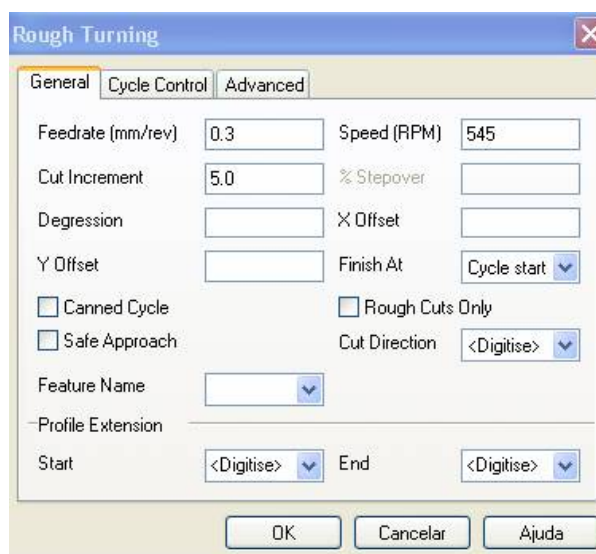 Rough Turning
General Cycle Control Advanced
Feedrate (mm/rev) 0.3 Speed (RPM) 545
Cut Increment 5.0 % Stepover
Degression X Offset
Y Offset Finish At Cycle start
Canned Cycle Rough Cuts Only
Safe Approach Cut Direction <Digitise>
Feature Name
Profile Extension
Start <Digitise> End <Digitise>
OK Cancelar Ajuda